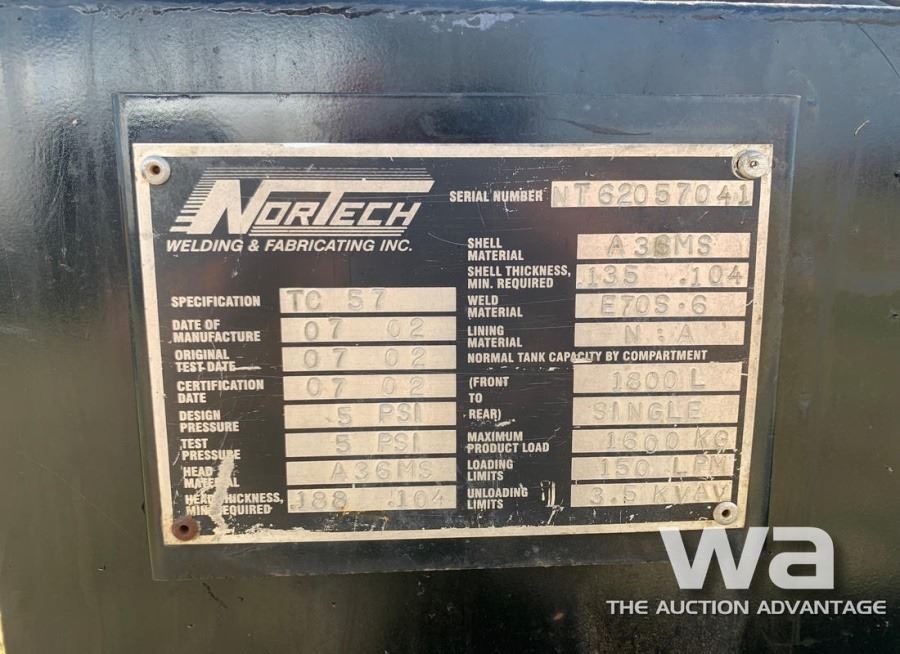 NORTECH
WELDING & FABRICATING INC.
SERIAL NUMBER NT62057041
SPECIFICATION TC 57
DATE OF MANUFACTURE 07 02
ORIGINAL TEST DATE 07 02
CERTIFICATION DATE 07 02
DESIGN PRESSURE 5 PSI
TEST PRESSURE 5 PSI
HEAD MATERIAL A36MS
HEAD THICKNESS, MIN. REQUIRED .188 .104
SHELL MATERIAL A36MS
SHELL THICKNESS, MIN. REQUIRED .135 .104
WELD MATERIAL E70S-6
LINING MATERIAL N:A
NORMAL TANK CAPACITY BY COMPARTMENT
(FRONT 1800 L
TO
REAR) SINGLE
MAXIMUM PRODUCT LOAD 1600 KG
LOADING LIMITS 150 LPM
UNLOADING LIMITS 3.5 KVAV
wa
THE AUCTION ADVANTAGE